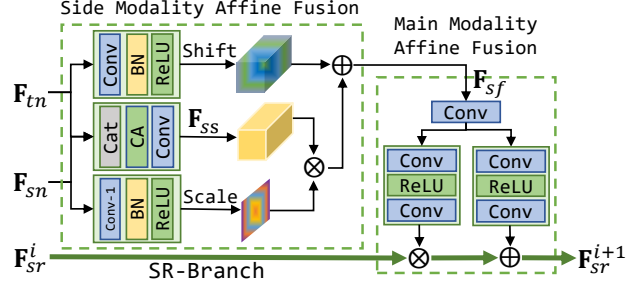 Side Modality Affine Fusion
Main Modality
Affine Fusion
Conv
BN
ReLU
Shift
F_tn
Cat
CA
Conv
F_ss
F_sn
Conv-1
BN
ReLU
Scale
F_sf
Conv
Conv
ReLU
Conv
Conv
ReLU
Conv
F_sr^i
SR-Branch
F_sr^{i+1}